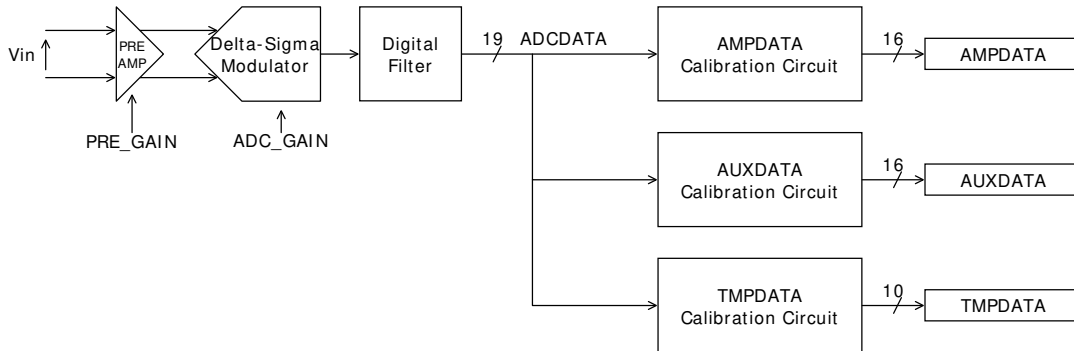 Vin
PRE
AMP
PRE_GAIN
Delta-Sigma
Modulator
ADC_GAIN
Digital
Filter
19
ADCDATA
AMPDATA
Calibration Circuit
16
AMPDATA
AUXDATA
Calibration Circuit
16
AUXDATA
TMPDATA
Calibration Circuit
10
TMPDATA